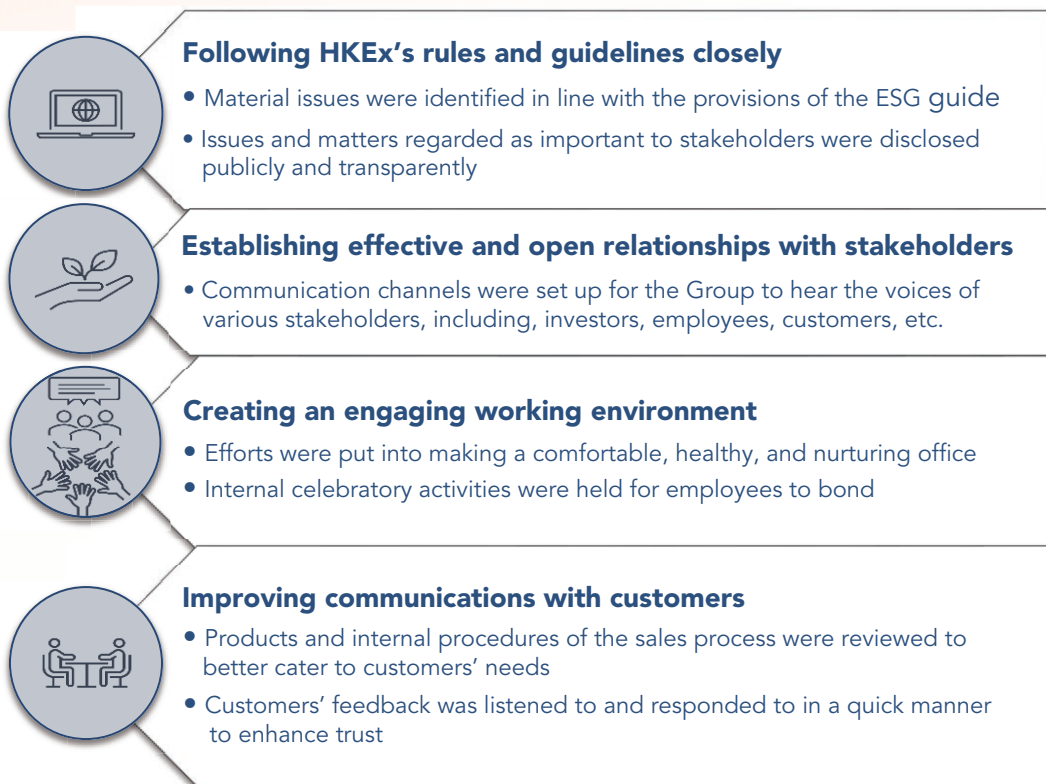 Following HKEx’s rules and guidelines closely
• Material issues were identified in line with the provisions of the ESG guide
• Issues and matters regarded as important to stakeholders were disclosed
publicly and transparently
Establishing effective and open relationships with stakeholders
• Communication channels were set up for the Group to hear the voices of
various stakeholders, including, investors, employees, customers, etc.
Creating an engaging working environment
• Efforts were put into making a comfortable, healthy, and nurturing office
• Internal celebratory activities were held for employees to bond
Improving communications with customers
• Products and internal procedures of the sales process were reviewed to
better cater to customers’ needs
• Customers’ feedback was listened to and responded to in a quick manner
to enhance trust